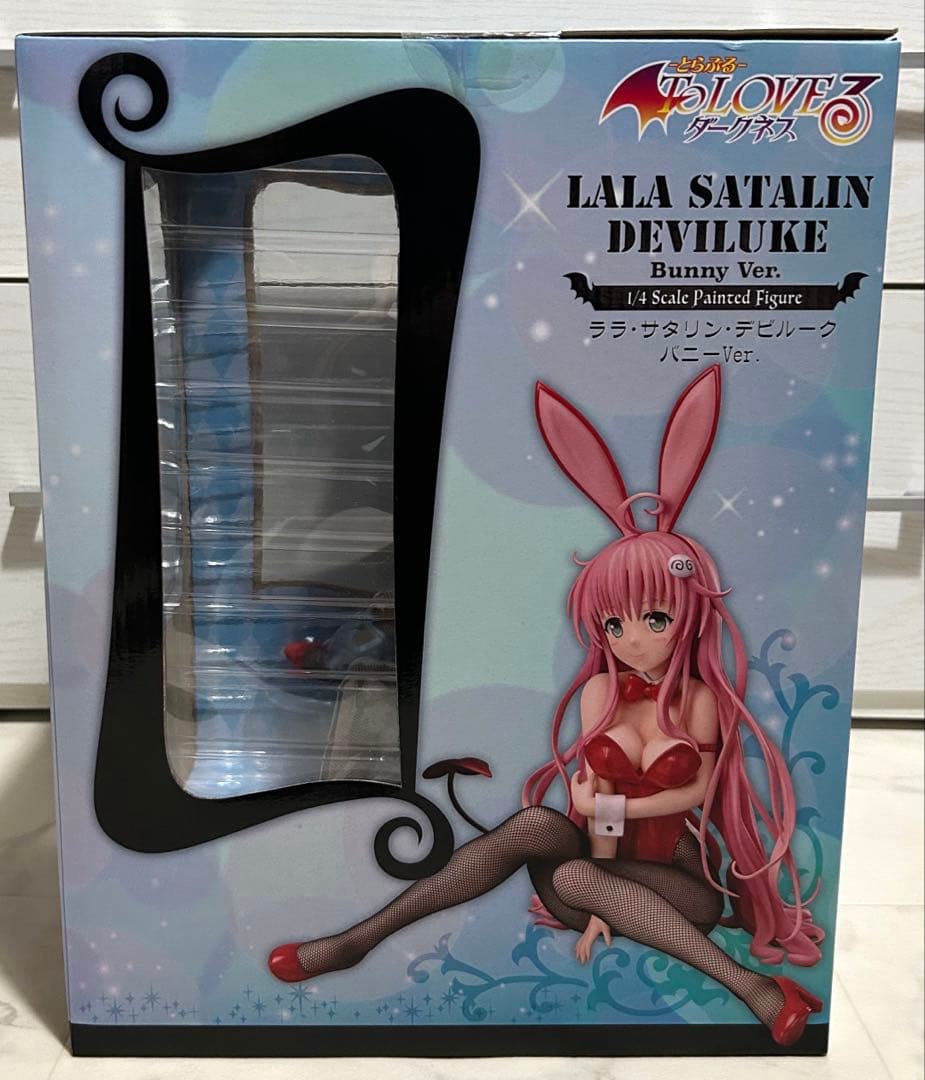 -とらぶる-
To LOVEる
ダークネス
LALA SATALIN
DEVILUKE
Bunny Ver.
1/4 Scale Painted Figure
ララ・サタリン・デビルーク
バニーVer.